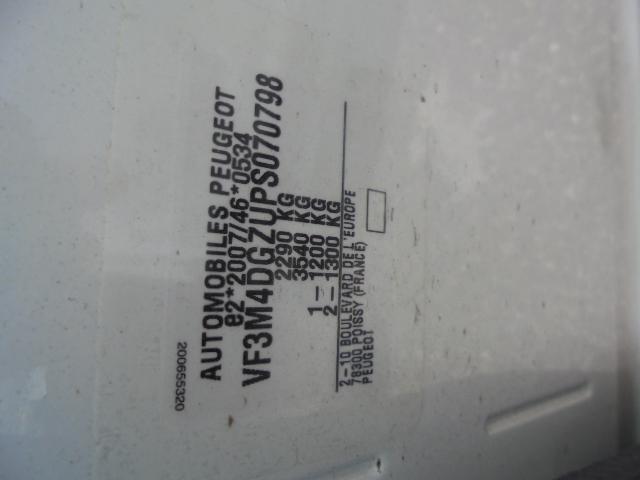 AUTOMOBILES PEUGEOT
e2*2007/46*0534
VF3M4DGZUPS070798
2290 KG
3540 KG
1 – 1200 KG
2 – 1300 KG
2–10 BOULEVARD DE L'EUROPE
78300 POISSY (FRANCE)
PEUGEOT
200655320